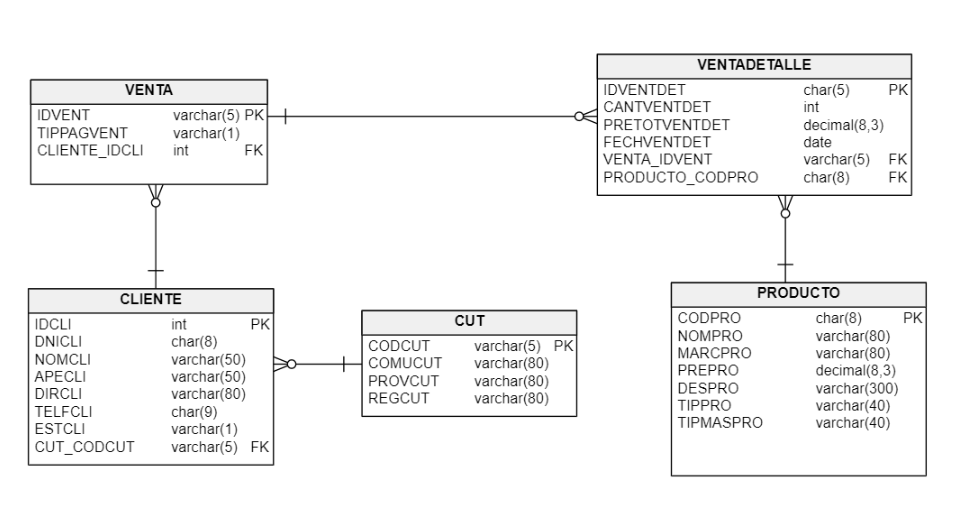 VENTA
IDVENT varchar(5) PK
TIPPAGVENT varchar(1)
CLIENTE_IDCLI int FK
VENTADETALLE
IDVENTDET char(5) PK
CANTVENTDET int
PRETOTVENTDET decimal(8,3)
FECHVENTDET date
VENTA_IDVENT varchar(5) FK
PRODUCTO_CODPRO char(8) FK
CLIENTE
IDCLI int PK
DNICLI char(8)
NOMCLI varchar(50)
APECLI varchar(50)
DIRCLI varchar(80)
TELFCLI char(9)
ESTCLI varchar(1)
CUT_CODCUT varchar(5) FK
CUT
CODCUT varchar(5) PK
COMUCUT varchar(80)
PROVCUT varchar(80)
REGCUT varchar(80)
PRODUCTO
CODPRO char(8) PK
NOMPRO varchar(80)
MARCPRO varchar(80)
PREPRO decimal(8,3)
DESPRO varchar(300)
TIPPRO varchar(40)
TIPMASPRO varchar(40)